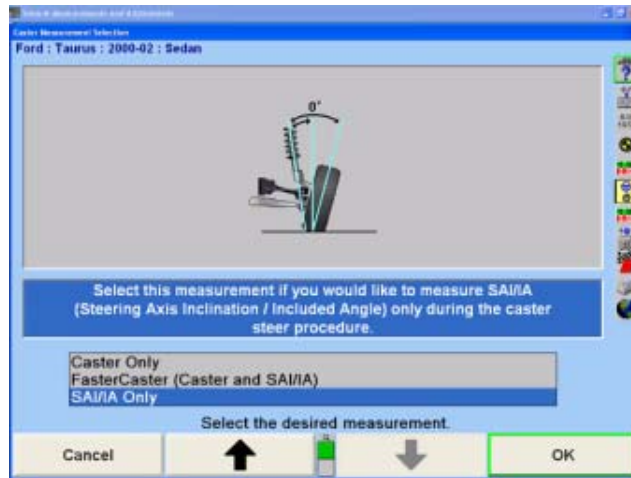 Caster Measurement Selection
Ford : Taurus : 2000-02 : Sedan
0°
Select this measurement if you would like to measure SAI/IA
(Steering Axis Inclination / Included Angle) only during the caster
steer procedure.
Caster Only
FasterCaster (Caster and SAI/IA)
SAI/IA Only
Select the desired measurement.
Cancel
OK